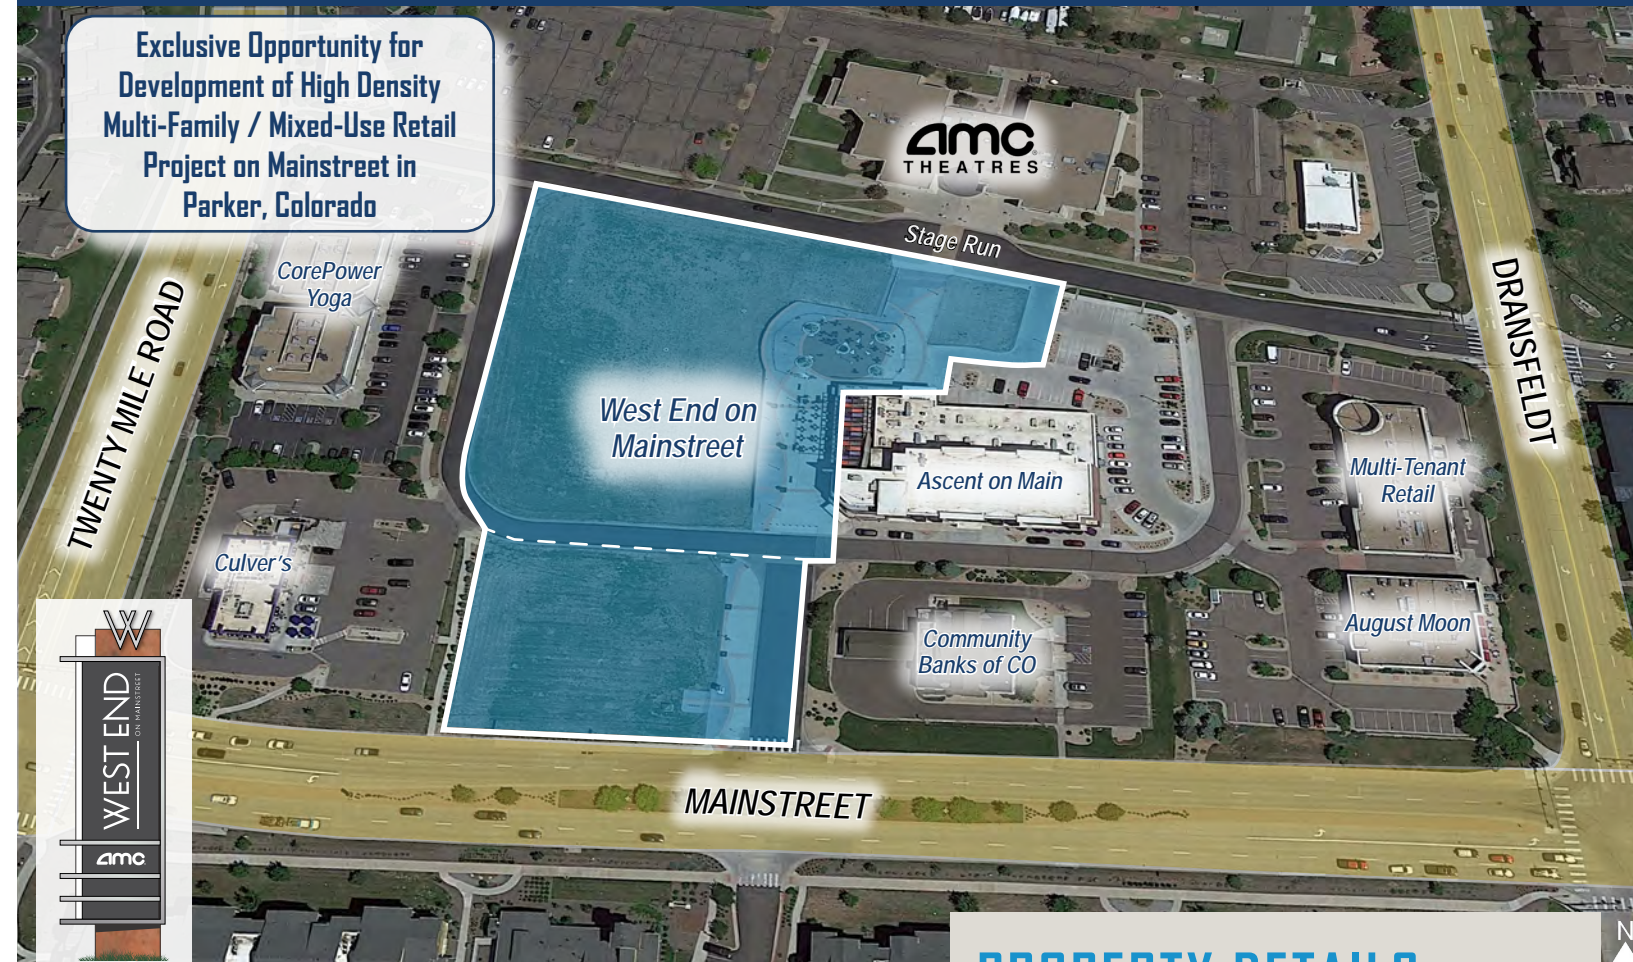 Exclusive Opportunity for
Development of High Density
Multi-Family / Mixed-Use Retail
Project on Mainstreet in
Parker, Colorado
amc
THEATRES
Stage Run
CorePower
Yoga
TWENTY MILE ROAD
DRANSFELDT
West End on
Mainstreet
Ascent on Main
Multi-Tenant
Retail
Culver's
August Moon
Community
Banks of CO
W
WEST END
ON MAINSTREET
amc
MAINSTREET
N
PROPERTY DETAILS